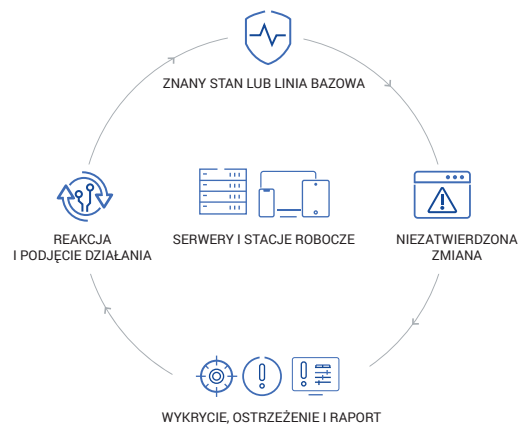 ZNANY STAN LUB LINIA BAZOWA
REAKCJA
I PODJĘCIE DZIAŁANIA
SERWERY I STACJE ROBOCZE
NIEZATWIERDZONA
ZMIANA
WYKRYCIE, OSTRZEŻENIE I RAPORT